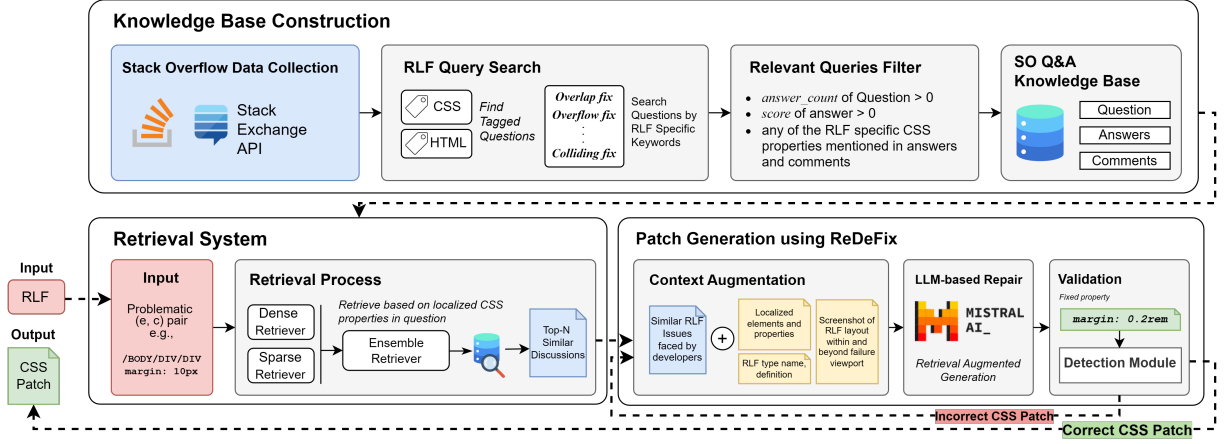 Knowledge Base Construction
Stack Overflow Data Collection
Stack
Exchange
API
RLF Query Search
CSS
HTML
Find
Tagged
Questions
Overlap fix
Overflow fix
.
.
Colliding fix
Search
Questions by
RLF Specific
Keywords
Relevant Queries Filter
• answer_count of Question > 0
• score of answer > 0
• any of the RLF specific CSS
properties mentioned in answers
and comments
SO Q&A
Knowledge Base
Question
Answers
Comments
Input
RLF
Output
CSS
Patch
Retrieval System
Input
Problematic
(e, c) pair
e.g.,
/BODY/DIV/DIV
margin: 10px
Retrieval Process
Dense
Retriever
Sparse
Retriever
Retrieve based on localized CSS
properties in question
Ensemble
Retriever
Top-N
Similar
Discussions
Patch Generation using ReDeFix
Context Augmentation
Similar RLF
Issues
faced by
developers
+
Localized
elements and
properties
RLF type name,
definition
Screenshot of
RLF layout
within and
beyond failure
viewport
LLM-based Repair
MISTRAL
AI_
Retrieval Augmented
Generation
Validation
Fixed property
margin: 0.2rem
Detection Module
Incorrect CSS Patch
Correct CSS Patch